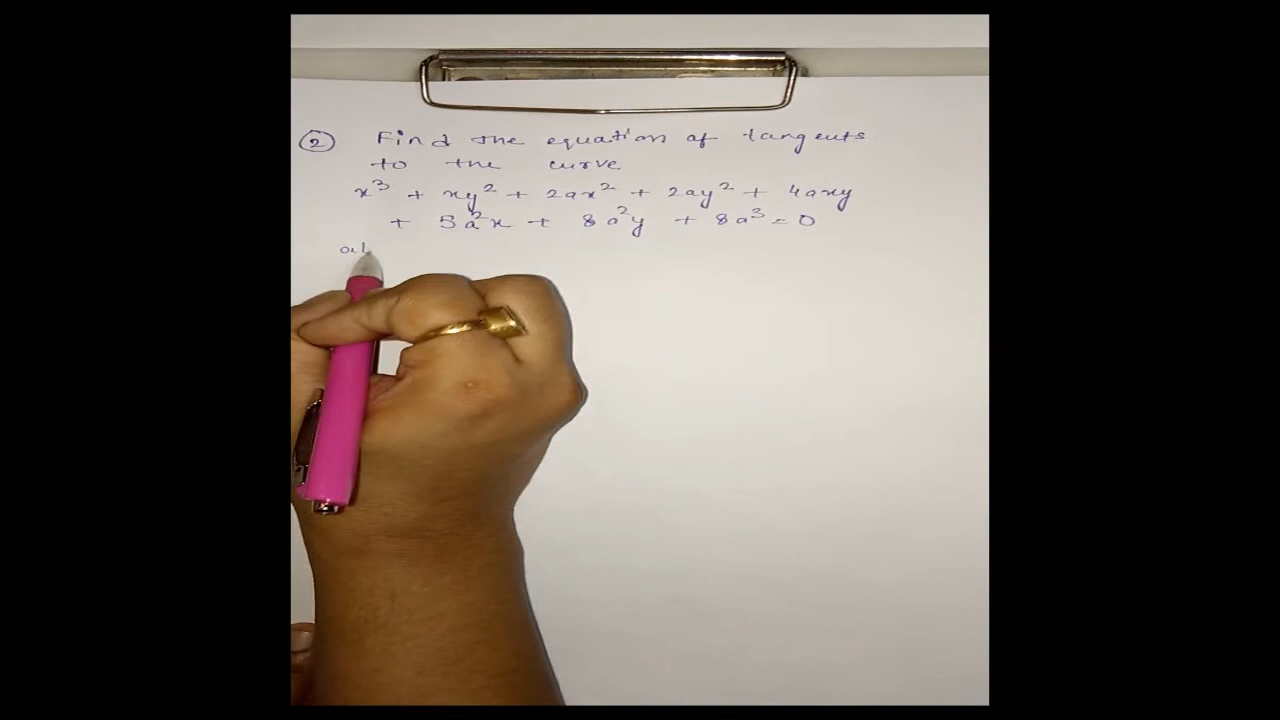 ② Find the equation of tangents
to the curve
x³ + xy² + 2ax² + 2ay² + 4axy
+ 5a²x + 8a²y + 8a³ = 0